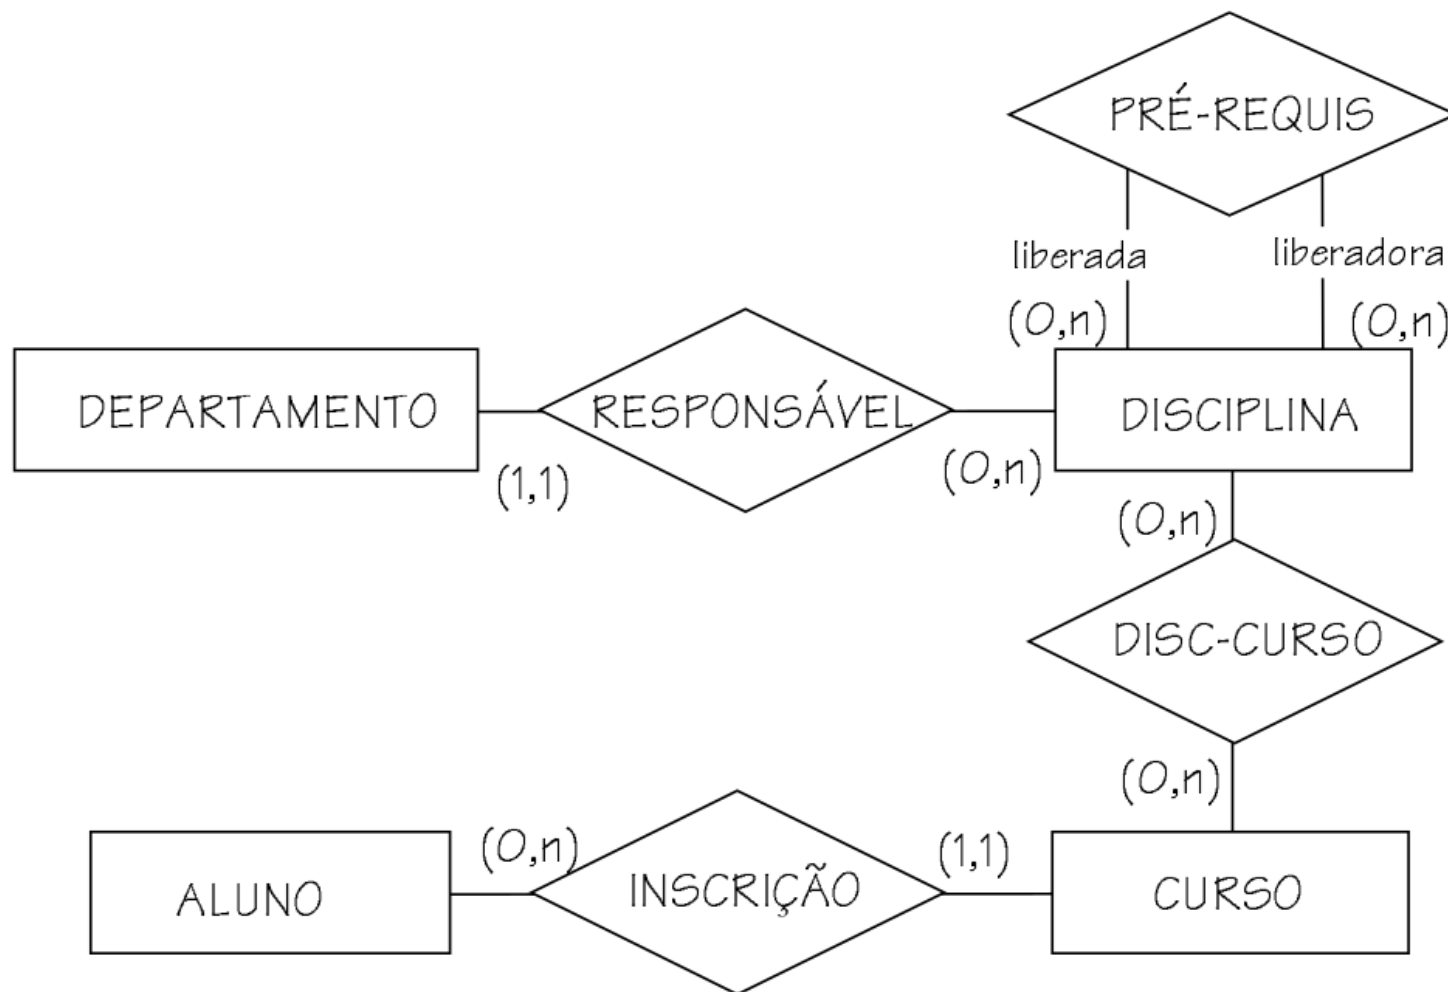 PRÉ-REQUIS
liberada
liberadora
(0,n)
(0,n)
DEPARTAMENTO
RESPONSÁVEL
DISCIPLINA
(1,1)
(0,n)
(0,n)
DISC-CURSO
(0,n)
(0,n)
(1,1)
ALUNO
INSCRIÇÃO
CURSO